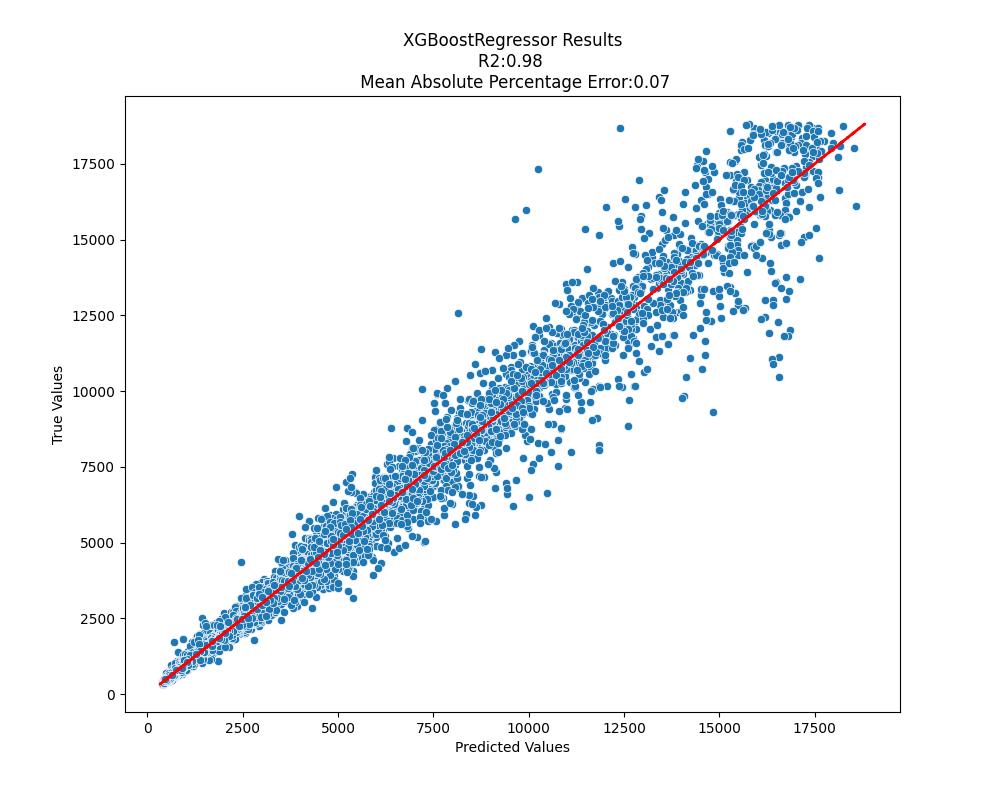 XGBoostRegressor Results
R2:0.98
Mean Absolute Percentage Error:0.07
17500
15000
12500
10000
7500
5000
2500
0
True Values
0 2500 5000 7500 10000 12500 15000 17500
Predicted Values